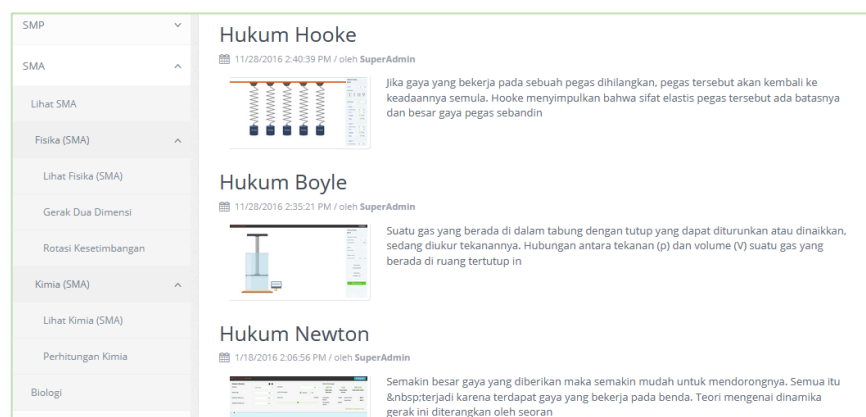 SMP
SMA
Lihat SMA
Fisika (SMA)
Lihat Fisika (SMA)
Gerak Dua Dimensi
Rotasi Kesetimbangan
Kimia (SMA)
Lihat Kimia (SMA)
Perhitungan Kimia
Biologi
Hukum Hooke
11/28/2016 2:40:39 PM / oleh SuperAdmin
Jika gaya yang bekerja pada sebuah pegas dihilangkan, pegas tersebut akan kembali ke
keadaannya semula. Hooke menyimpulkan bahwa sifat elastis pegas tersebut ada batasnya
dan besar gaya pegas sebandin
Hukum Boyle
11/28/2016 2:35:21 PM / oleh SuperAdmin
Suatu gas yang berada di dalam tabung dengan tutup yang dapat diturunkan atau dinaikkan,
sedang diukur tekanannya. Hubungan antara tekanan (p) dan volume (V) suatu gas yang
berada di ruang tertutup in
Hukum Newton
1/18/2016 2:06:56 PM / oleh SuperAdmin
Semakin besar gaya yang diberikan maka semakin mudah untuk mendorongnya. Semua itu
&nbsp;terjadi karena terdapat gaya yang bekerja pada benda. Teori mengenai dinamika
gerak ini diterangkan oleh seoran